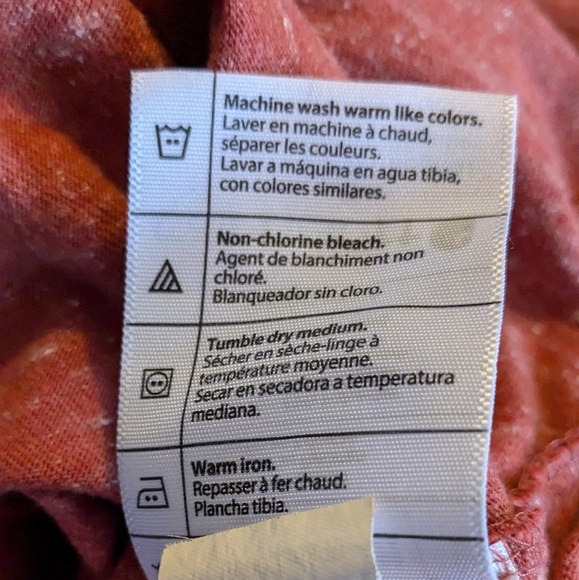 Machine wash warm like colors.
Laver en machine à chaud,
séparer les couleurs.
Lavar a máquina en agua tibia,
con colores similares.
Non-chlorine bleach.
Agent de blanchiment non
chloré.
Blanqueador sin cloro.
Tumble dry medium.
Sécher en sèche-linge à
température moyenne.
Secar en secadora a temperatura
mediana.
Warm iron.
Repasser à fer chaud.
Plancha tibia.